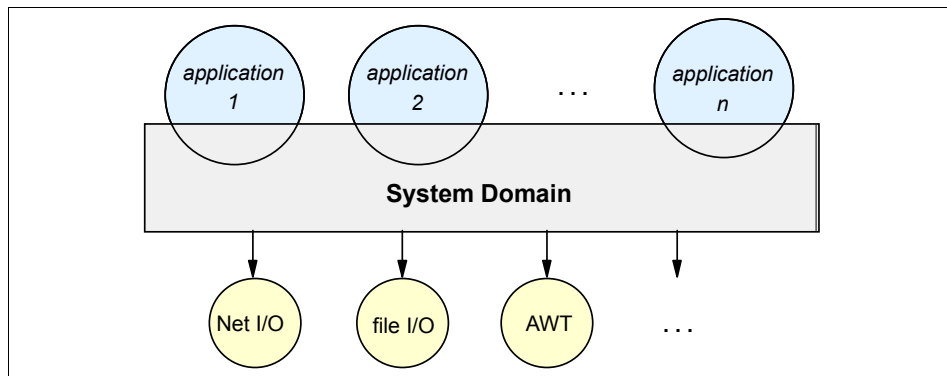 application
1
application
2
. . .
application
n
System Domain
Net I/O
file I/O
AWT
. . .